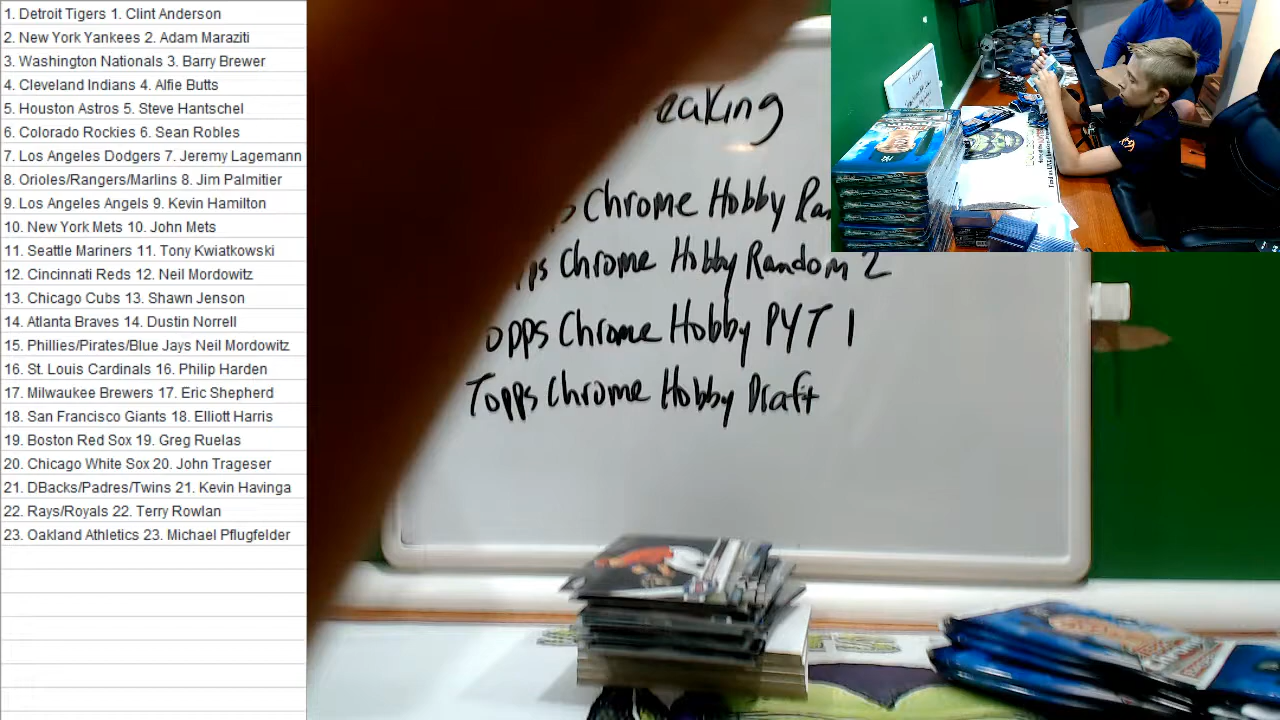 1. Detroit Tigers 1. Clint Anderson
2. New York Yankees 2. Adam Maraziti
3. Washington Nationals 3. Barry Brewer
4. Cleveland Indians 4. Alfie Butts
5. Houston Astros 5. Steve Hantschel
6. Colorado Rockies 6. Sean Robles
7. Los Angeles Dodgers 7. Jeremy Lagemann
8. Orioles/Rangers/Marlins 8. Jim Palmitier
9. Los Angeles Angels 9. Kevin Hamilton
10. New York Mets 10. John Mets
11. Seattle Mariners 11. Tony Kwiatkowski
12. Cincinnati Reds 12. Neil Mordowitz
13. Chicago Cubs 13. Shawn Jenson
14. Atlanta Braves 14. Dustin Norrell
15. Phillies/Pirates/Blue Jays Neil Mordowitz
16. St. Louis Cardinals 16. Philip Harden
17. Milwaukee Brewers 17. Eric Shepherd
18. San Francisco Giants 18. Elliott Harris
19. Boston Red Sox 19. Greg Ruelas
20. Chicago White Sox 20. John Trageser
21. DBacks/Padres/Twins 21. Kevin Havinga
22. Rays/Royals 22. Terry Rowlan
23. Oakland Athletics 23. Michael Pflugfelder
eaking
s Chrome Hobby Ran
pps Chrome Hobby Random 2
Topps Chrome Hobby PYT 1
Topps Chrome Hobby Draft